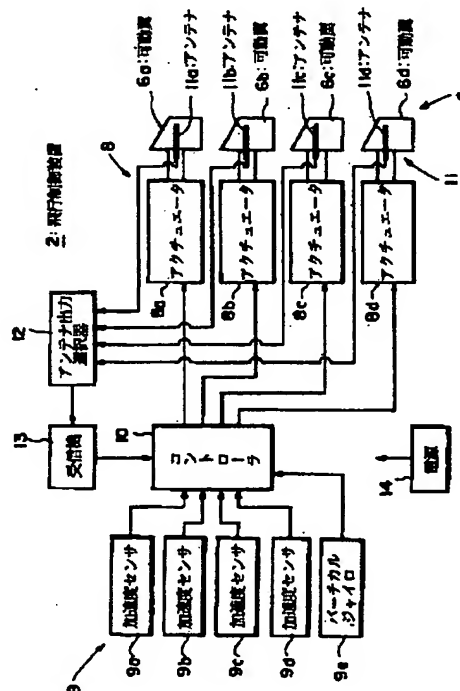 2: 飛行制御装置
12
アンテナ出力
選択器
13
受信機
10
コントローラ
14
電源
9
9a
加速度センサ
9b
加速度センサ
9c
加速度センサ
9d
加速度センサ
9e
バーチカル
ジャイロ
8
8a
アクチュエータ
8b
アクチュエータ
8c
アクチュエータ
8d
アクチュエータ
6a:可動翼
11a:アンテナ
11b:アンテナ
6b:可動翼
11c:アンテナ
6c:可動翼
11d:アンテナ
6d:可動翼
11